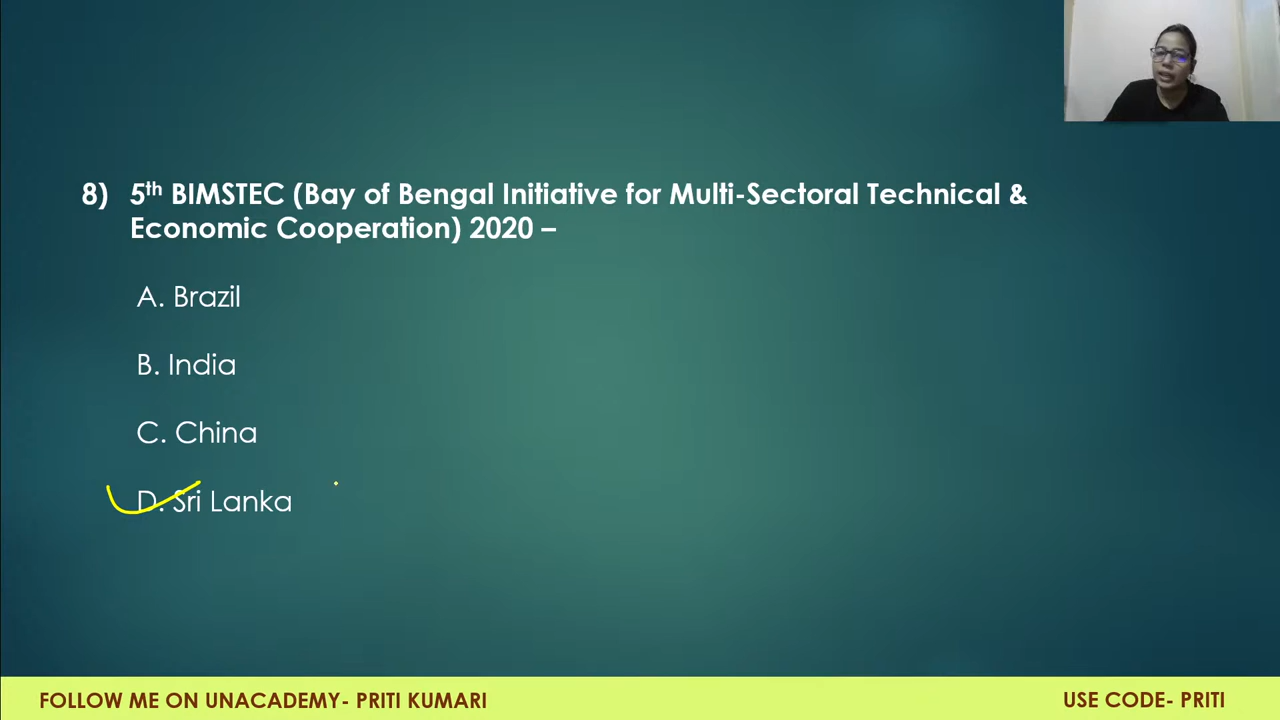 8) 5th BIMSTEC (Bay of Bengal Initiative for Multi-Sectoral Technical &
Economic Cooperation) 2020 –
A. Brazil
B. India
C. China
D. Sri Lanka
FOLLOW ME ON UNACADEMY- PRITI KUMARI
USE CODE- PRITI